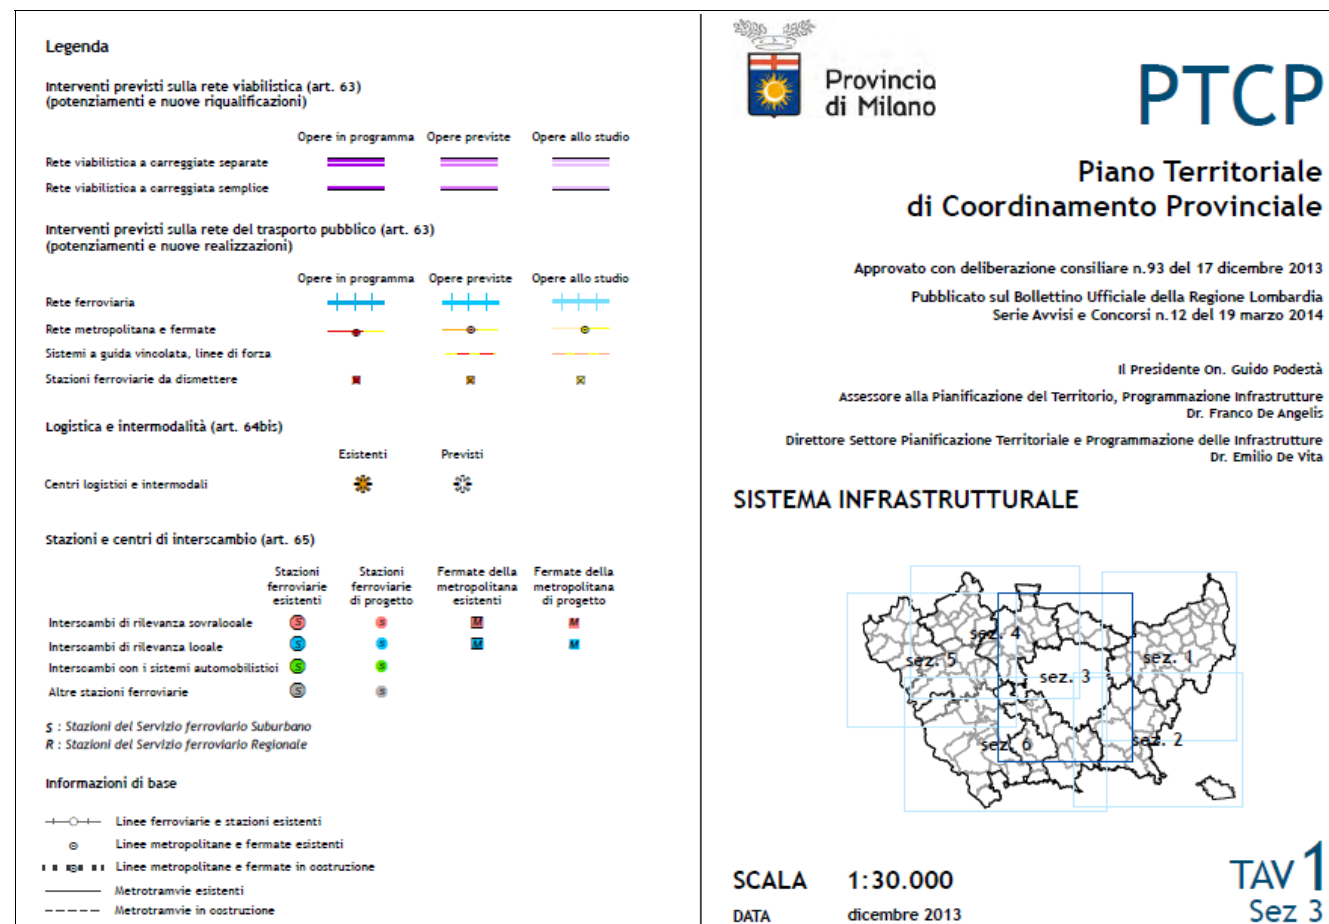 Legenda
Interventi previsti sulla rete viabilistica (art. 63)
(potenziamenti e nuove riqualificazioni)
Opere in programma Opere previste Opere allo studio
Rete viabilistica a carreggiate separate
Rete viabilistica a carreggiata semplice
Interventi previsti sulla rete del trasporto pubblico (art. 63)
(potenziamenti e nuove realizzazioni)
Opere in programma Opere previste Opere allo studio
Rete ferroviaria
Rete metropolitana e fermate
Sistemi a guida vincolata, linee di forza
Stazioni ferroviarie da dismettere
Logistica e intermodalità (art. 64bis)
Esistenti Previsti
Centri logistici e intermodali
Stazioni e centri di interscambio (art. 65)
Stazioni Stazioni Fermate della Fermate della
ferroviarie ferroviarie metropolitana metropolitana
esistenti di progetto esistenti di progetto
Interscambi di rilevanza sovralocale S S M M
Interscambi di rilevanza locale S S M M
Interscambi con i sistemi automobilistici S S
Altre stazioni ferroviarie S S
S : Stazioni del Servizio ferroviario Suburbano
R : Stazioni del Servizio ferroviario Regionale
Informazioni di base
Linee ferroviarie e stazioni esistenti
Linee metropolitane e fermate esistenti
Linee metropolitane e fermate in costruzione
Metrotramvie esistenti
Metrotramvie in costruzione
Provincia
di Milano
PTCP
Piano Territoriale
di Coordinamento Provinciale
Approvato con deliberazione consiliare n.93 del 17 dicembre 2013
Pubblicato sul Bollettino Ufficiale della Regione Lombardia
Serie Avvisi e Concorsi n.12 del 19 marzo 2014
Il Presidente On. Guido Podestà
Assessore alla Pianificazione del Territorio, Programmazione Infrastrutture
Dr. Franco De Angelis
Direttore Settore Pianificazione Territoriale e Programmazione delle Infrastrutture
Dr. Emilio De Vita
SISTEMA INFRASTRUTTURALE
sez. 4
sez. 5
sez. 1
sez. 3
sez. 6
sez. 2
SCALA 1:30.000
DATA dicembre 2013
TAV 1
Sez 3